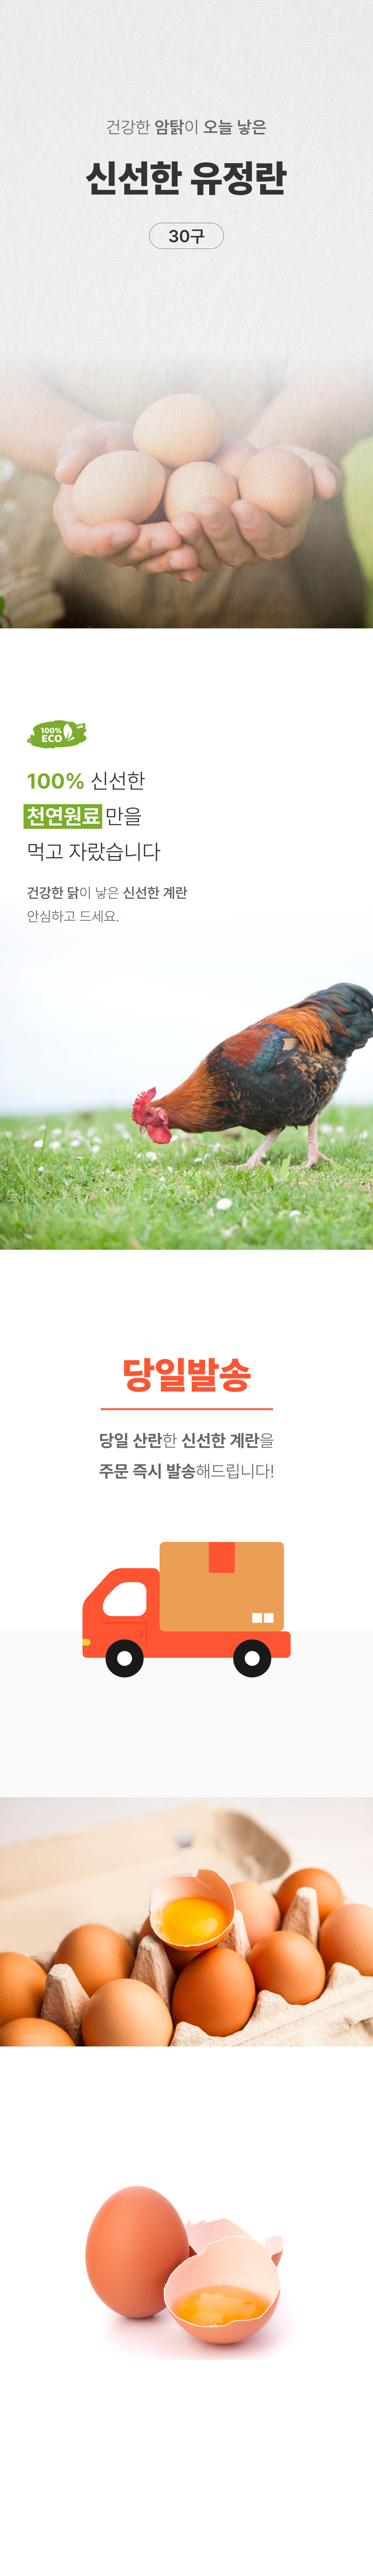 건강한 암탉이 오늘 낳은
신선한 유정란
30구
100%
ECO
100% 신선한
천연원료만을
먹고 자랐습니다
건강한 닭이 낳은 신선한 계란
안심하고 드세요.
당일발송
당일 산란한 신선한 계란을
주문 즉시 발송해드립니다!